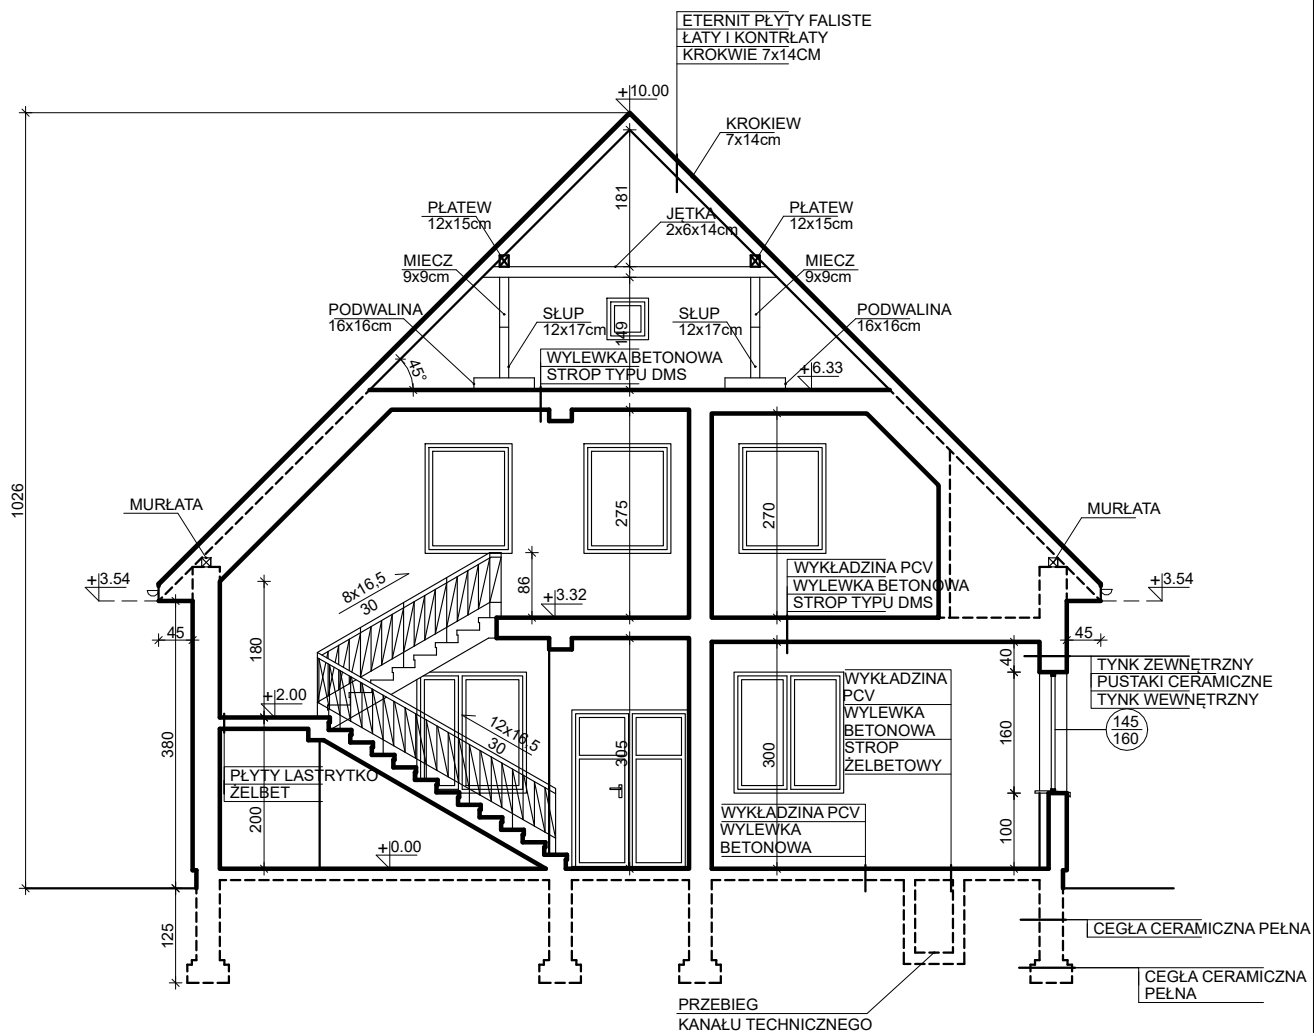 ETERNIT PŁYTY FALISTE
ŁATY I KONTRŁATY
KROKWIE 7x14CM
+10.00
KROKIEW
7x14cm
181
PŁATEW
12x15cm
JĘTKA
2x6x14cm
PŁATEW
12x15cm
MIECZ
9x9cm
MIECZ
9x9cm
PODWALINA
16x16cm
SŁUP
12x17cm
149
SŁUP
12x17cm
PODWALINA
16x16cm
45°
WYLEWKA BETONOWA
STROP TYPU DMS
+6.33
1026
MURŁATA
275
270
MURŁATA
+3.54
8x16,5
30
86
+3.32
WYKŁADZINA PCV
WYLEWKA BETONOWA
STROP TYPU DMS
+3.54
45
180
45
40
TYNK ZEWNĘTRZNY
PUSTAKI CERAMICZNE
TYNK WEWNĘTRZNY
+2.00
12x16,5
30
WYKŁADZINA
PCV
WYLEWKA
BETONOWA
STROP
ŻELBETOWY
145
160
380
305
300
160
PŁYTY LASTRYTKO
ŻELBET
200
+0.00
WYKŁADZINA PCV
WYLEWKA
BETONOWA
100
125
CEGŁA CERAMICZNA PEŁNA
CEGŁA CERAMICZNA
PEŁNA
PRZEBIEG
KANAŁU TECHNICZNEGO